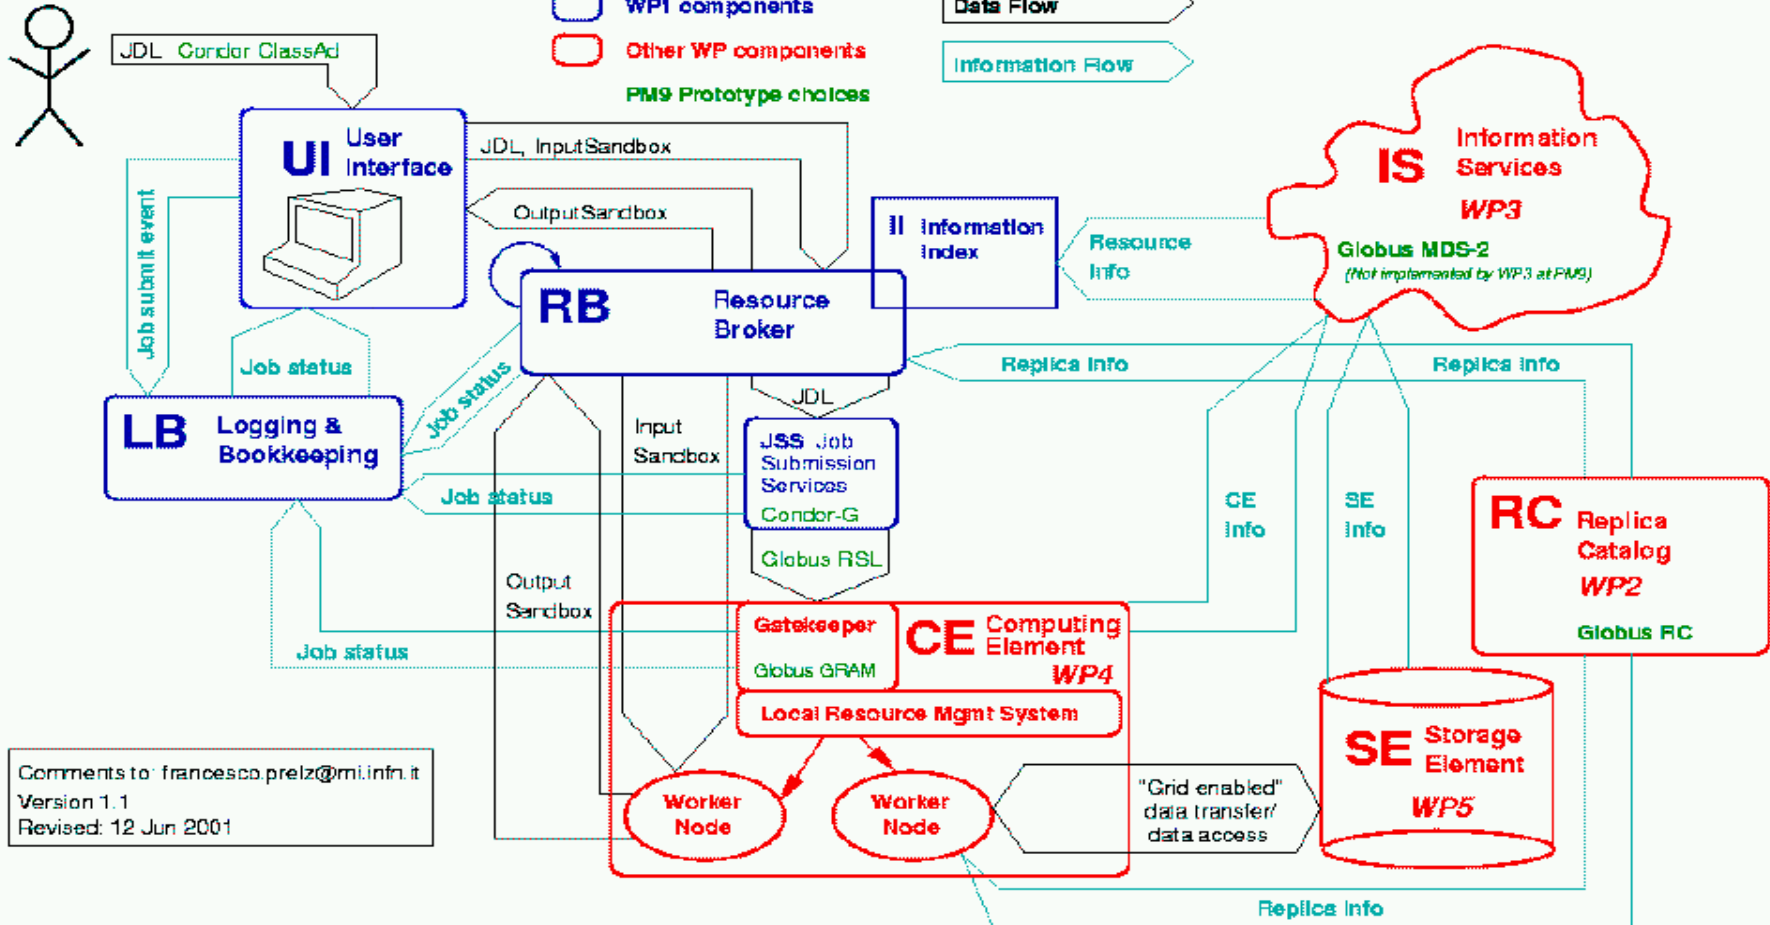 WP1 components
Data Flow
JDL Condor ClassAd
Other WP components
Information Flow
PM9 Prototype choices
UI User
Interface
JDL, InputSandbox
OutputSandbox
Job submit event
II Information
Index
Resource
Info
IS Information
Services
WP3
Globus MDS-2
(Not implemented by WP3 at PM9)
RB Resource
Broker
Job status
Job status
Replica Info
Replica Info
JDL
LB Logging &
Bookkeeping
Input
Sandbox
JSS Job
Submission
Services
Condor-G
Job status
CE
Info
SE
Info
RC Replica
Catalog
WP2
Globus RC
Globus RSL
Output
Sandbox
Gatekeeper
Globus GRAM
CE Computing
Element
WP4
Job status
Local Resource Mgmt System
Worker
Node
Worker
Node
"Grid enabled"
data transfer/
data access
SE Storage
Element
WP5
Comments to: francesco.prelz@mi.infn.it
Version 1.1
Revised: 12 Jun 2001
Replica Info